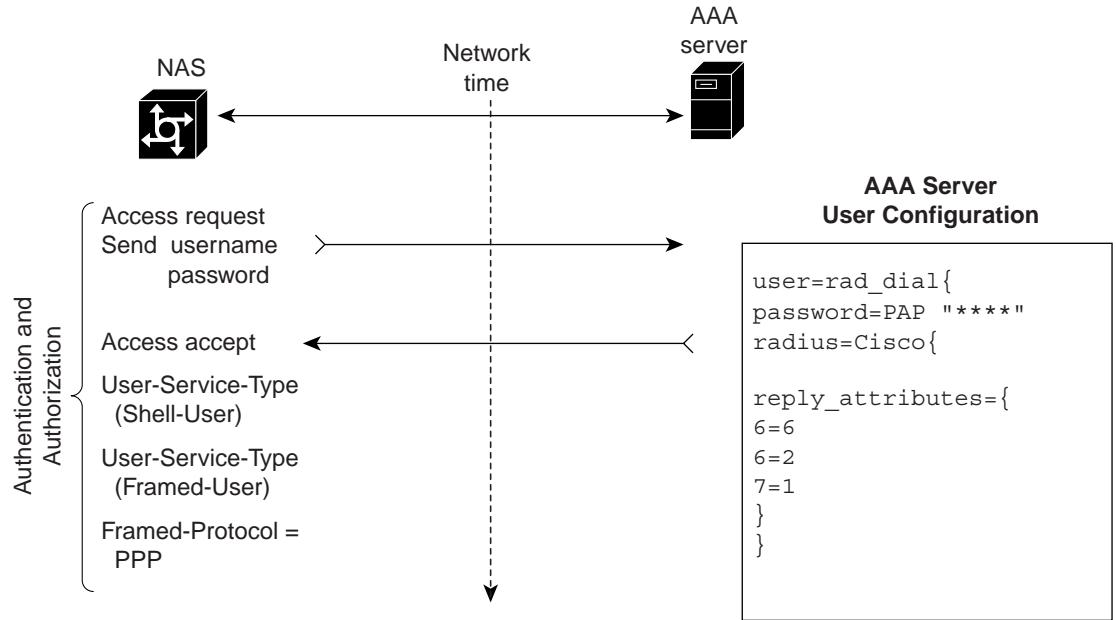 AAA
server
Network
time
NAS
AAA Server
User Configuration
Authentication and
Authorization
Access request
Send username
password
Access accept
User-Service-Type
(Shell-User)
User-Service-Type
(Framed-User)
Framed-Protocol =
PPP
user=rad_dial{
password=PAP "****"
radius=Cisco{
reply_attributes={
6=6
6=2
7=1
}
}